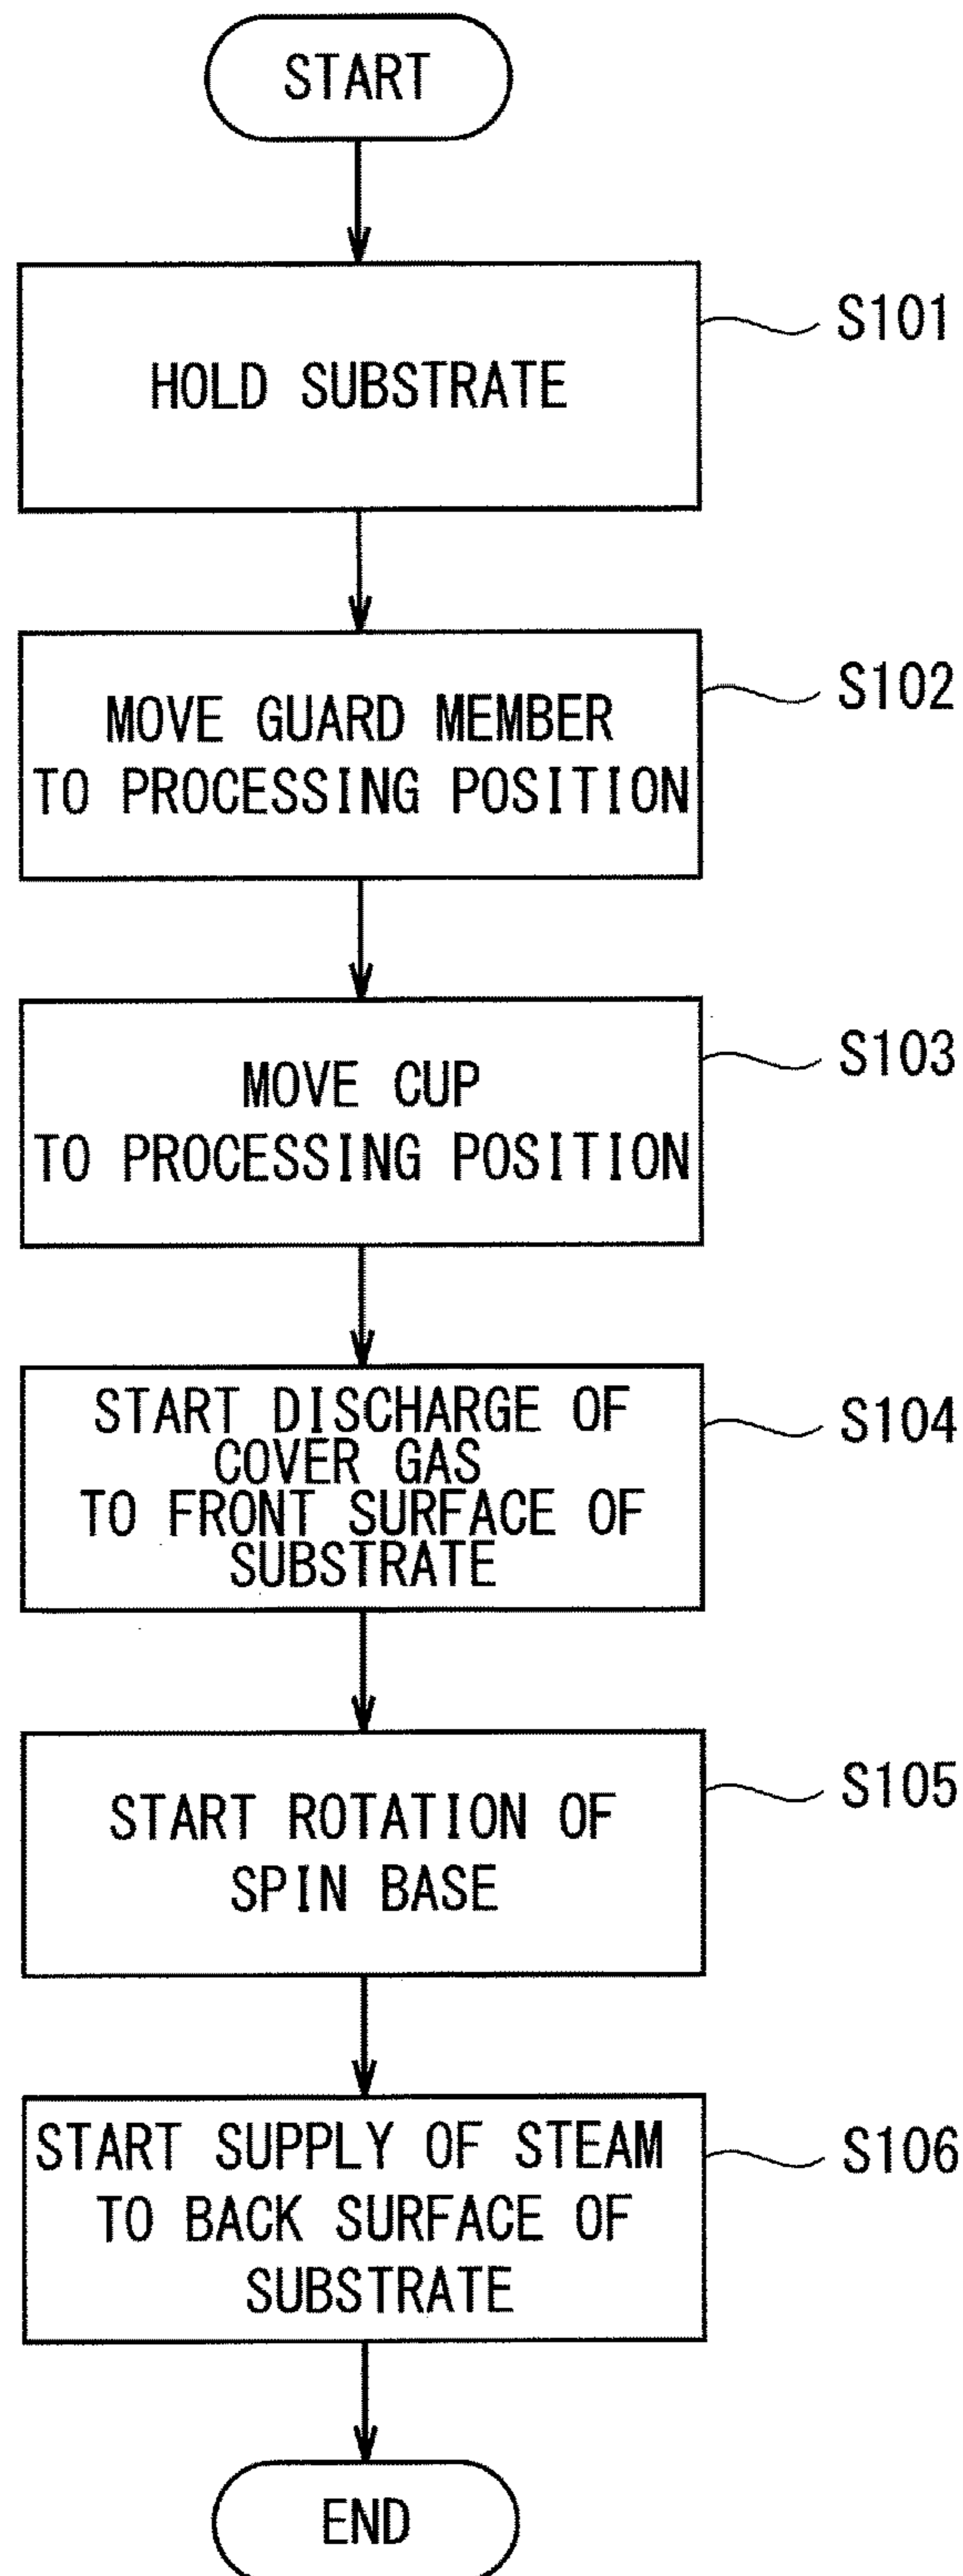 START
HOLD SUBSTRATE
S101
MOVE GUARD MEMBER
TO PROCESSING POSITION
S102
MOVE CUP
TO PROCESSING POSITION
S103
START DISCHARGE OF
COVER GAS
TO FRONT SURFACE OF
SUBSTRATE
S104
START ROTATION OF
SPIN BASE
S105
START SUPPLY OF STEAM
TO BACK SURFACE OF
SUBSTRATE
S106
END